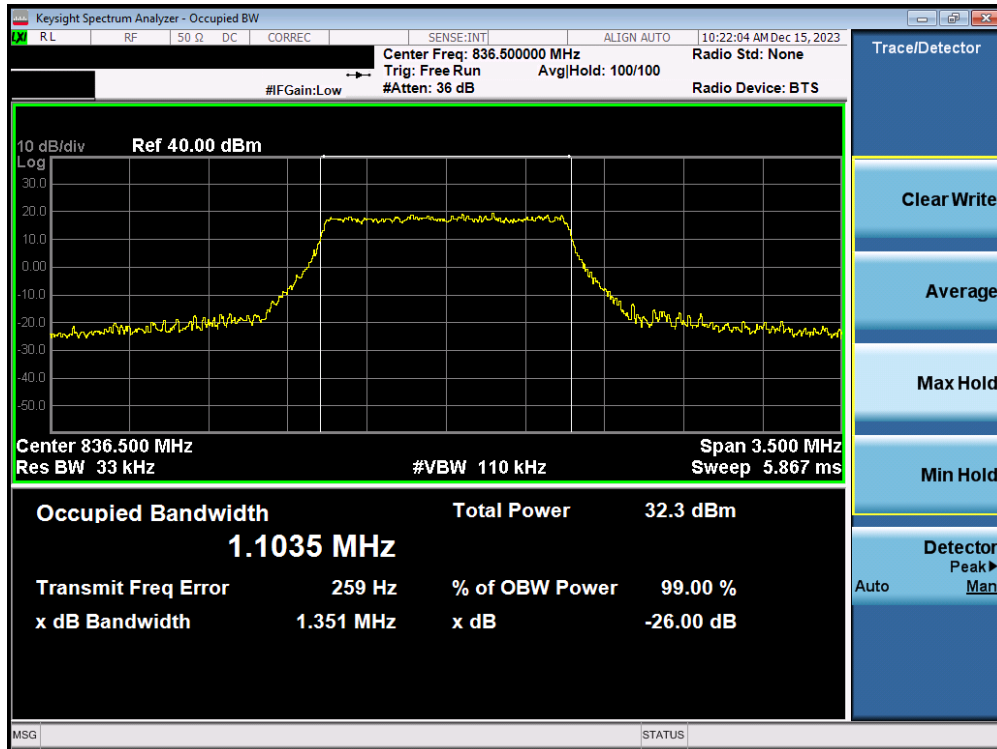 Keysight Spectrum Analyzer - Occupied BW
LXI RL RF 50 Ω DC CORREC SENSE:INT ALIGN AUTO 10:22:04 AM Dec 15, 2023
Center Freq: 836.500000 MHz Radio Std: None
Trig: Free Run Avg|Hold: 100/100
#IFGain:Low #Atten: 36 dB Radio Device: BTS
10 dB/div Ref 40.00 dBm
Log
30.0
20.0
10.0
0.00
-10.0
-20.0
-30.0
-40.0
-50.0
Center 836.500 MHz Span 3.500 MHz
Res BW 33 kHz #VBW 110 kHz Sweep 5.867 ms
Occupied Bandwidth Total Power 32.3 dBm
1.1035 MHz
Transmit Freq Error 259 Hz % of OBW Power 99.00 %
x dB Bandwidth 1.351 MHz x dB -26.00 dB
MSG STATUS
Trace/Detector
Clear Write
Average
Max Hold
Min Hold
Detector
Peak▶
Auto Man